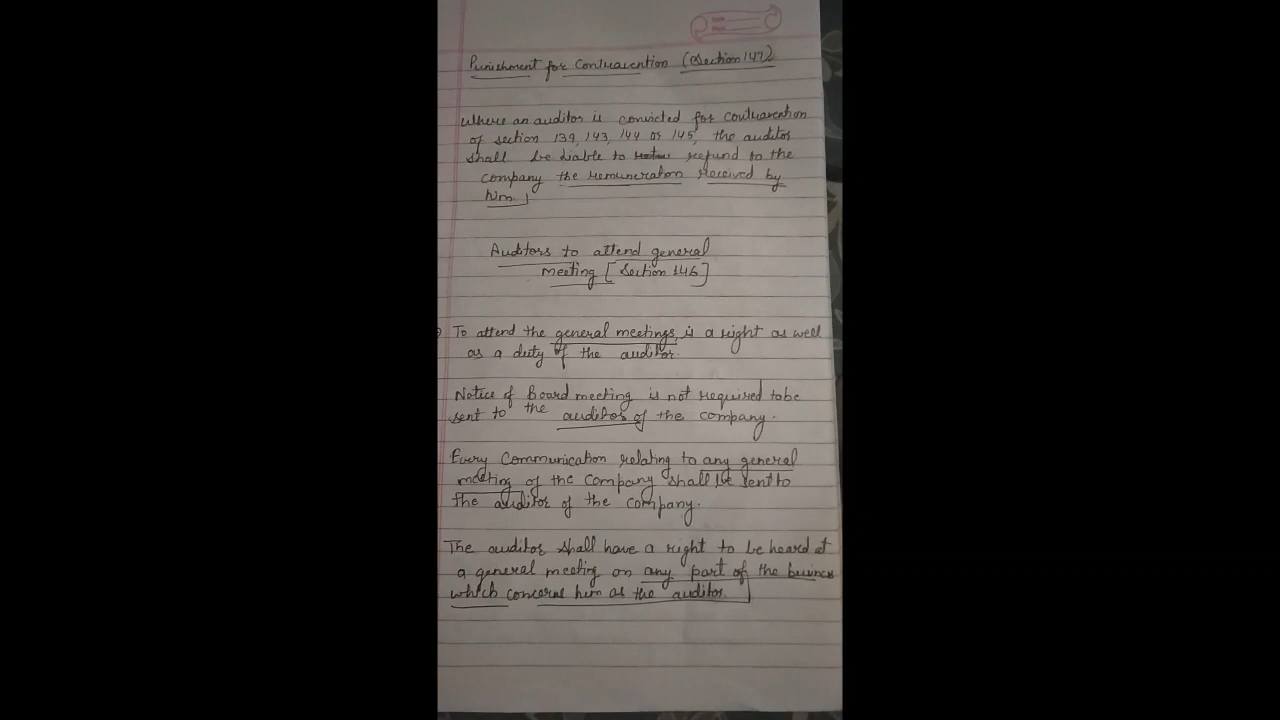 Punishment for Contravention (Section 147)
Where an auditor is convicted for contravention
of section 139, 143, 144 or 145, the auditor
shall be liable to refund to the
company the remuneration received by
him.
Auditors to attend general
meeting [Section 146]
To attend the general meetings, is a right as well
as a duty of the auditor.
Notice of Board meeting is not required to be
sent to the auditor of the company.
Every Communication relating to any general
meeting of the company shall be sent to
the auditor of the company.
The auditor shall have a right to be heard at
a general meeting on any part of the business
which concerns him as the auditor.